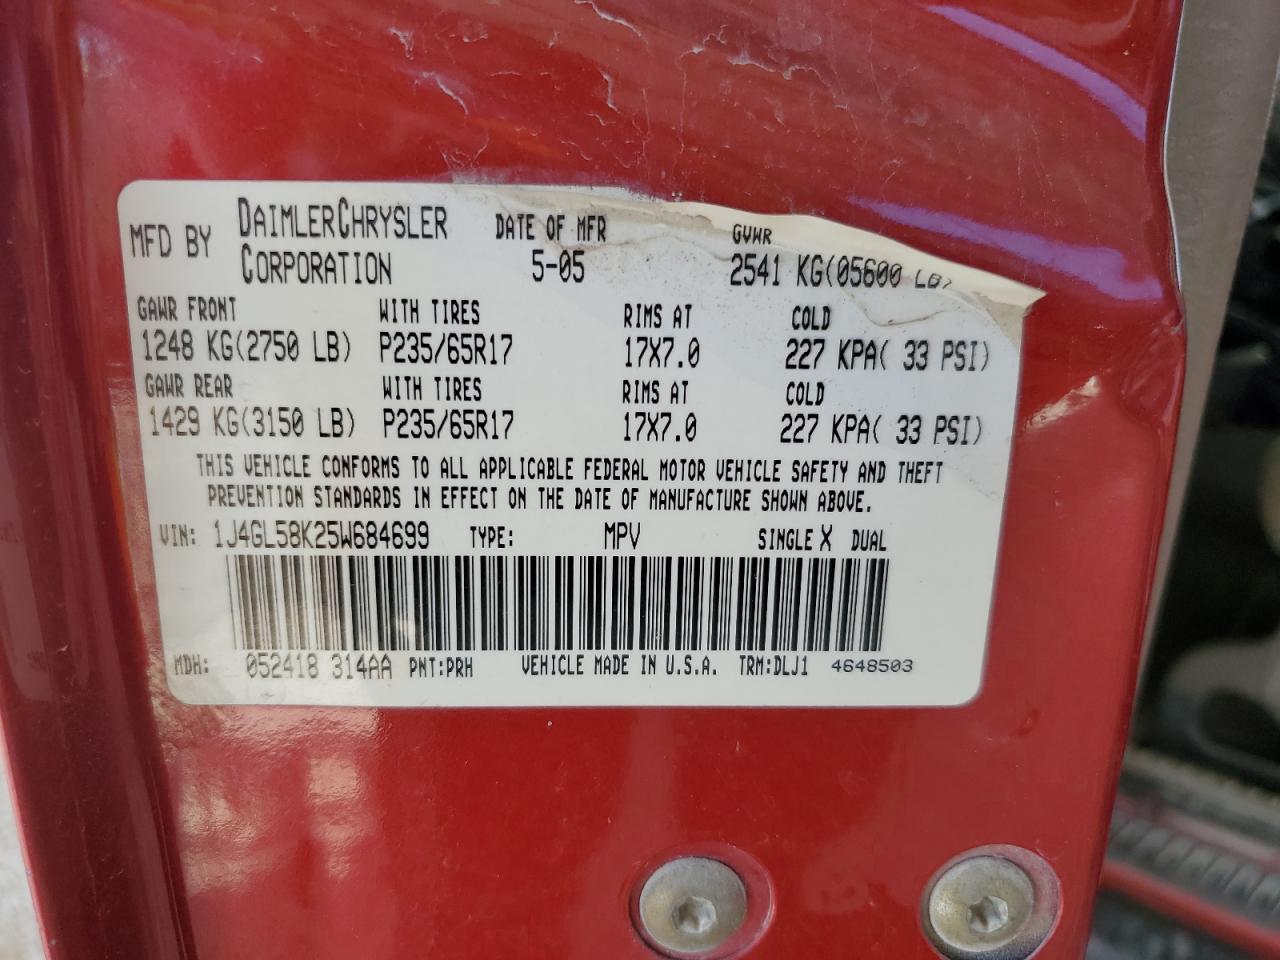 MFD BY DAIMLERCHRYSLER CORPORATION DATE OF MFR 5-05 GVWR 2541 KG(05600 LB)
GAWR FRONT WITH TIRES RIMS AT COLD
1248 KG(2750 LB) P235/65R17 17X7.0 227 KPA( 33 PSI)
GAWR REAR WITH TIRES RIMS AT COLD
1429 KG(3150 LB) P235/65R17 17X7.0 227 KPA( 33 PSI)
THIS VEHICLE CONFORMS TO ALL APPLICABLE FEDERAL MOTOR VEHICLE SAFETY AND THEFT
PREVENTION STANDARDS IN EFFECT ON THE DATE OF MANUFACTURE SHOWN ABOVE.
VIN: 1J4GL58K25W684699 TYPE: MPV SINGLE X DUAL
MDH: 052418 314AA PNT:PRH VEHICLE MADE IN U.S.A. TRM:DLJ1 4648503